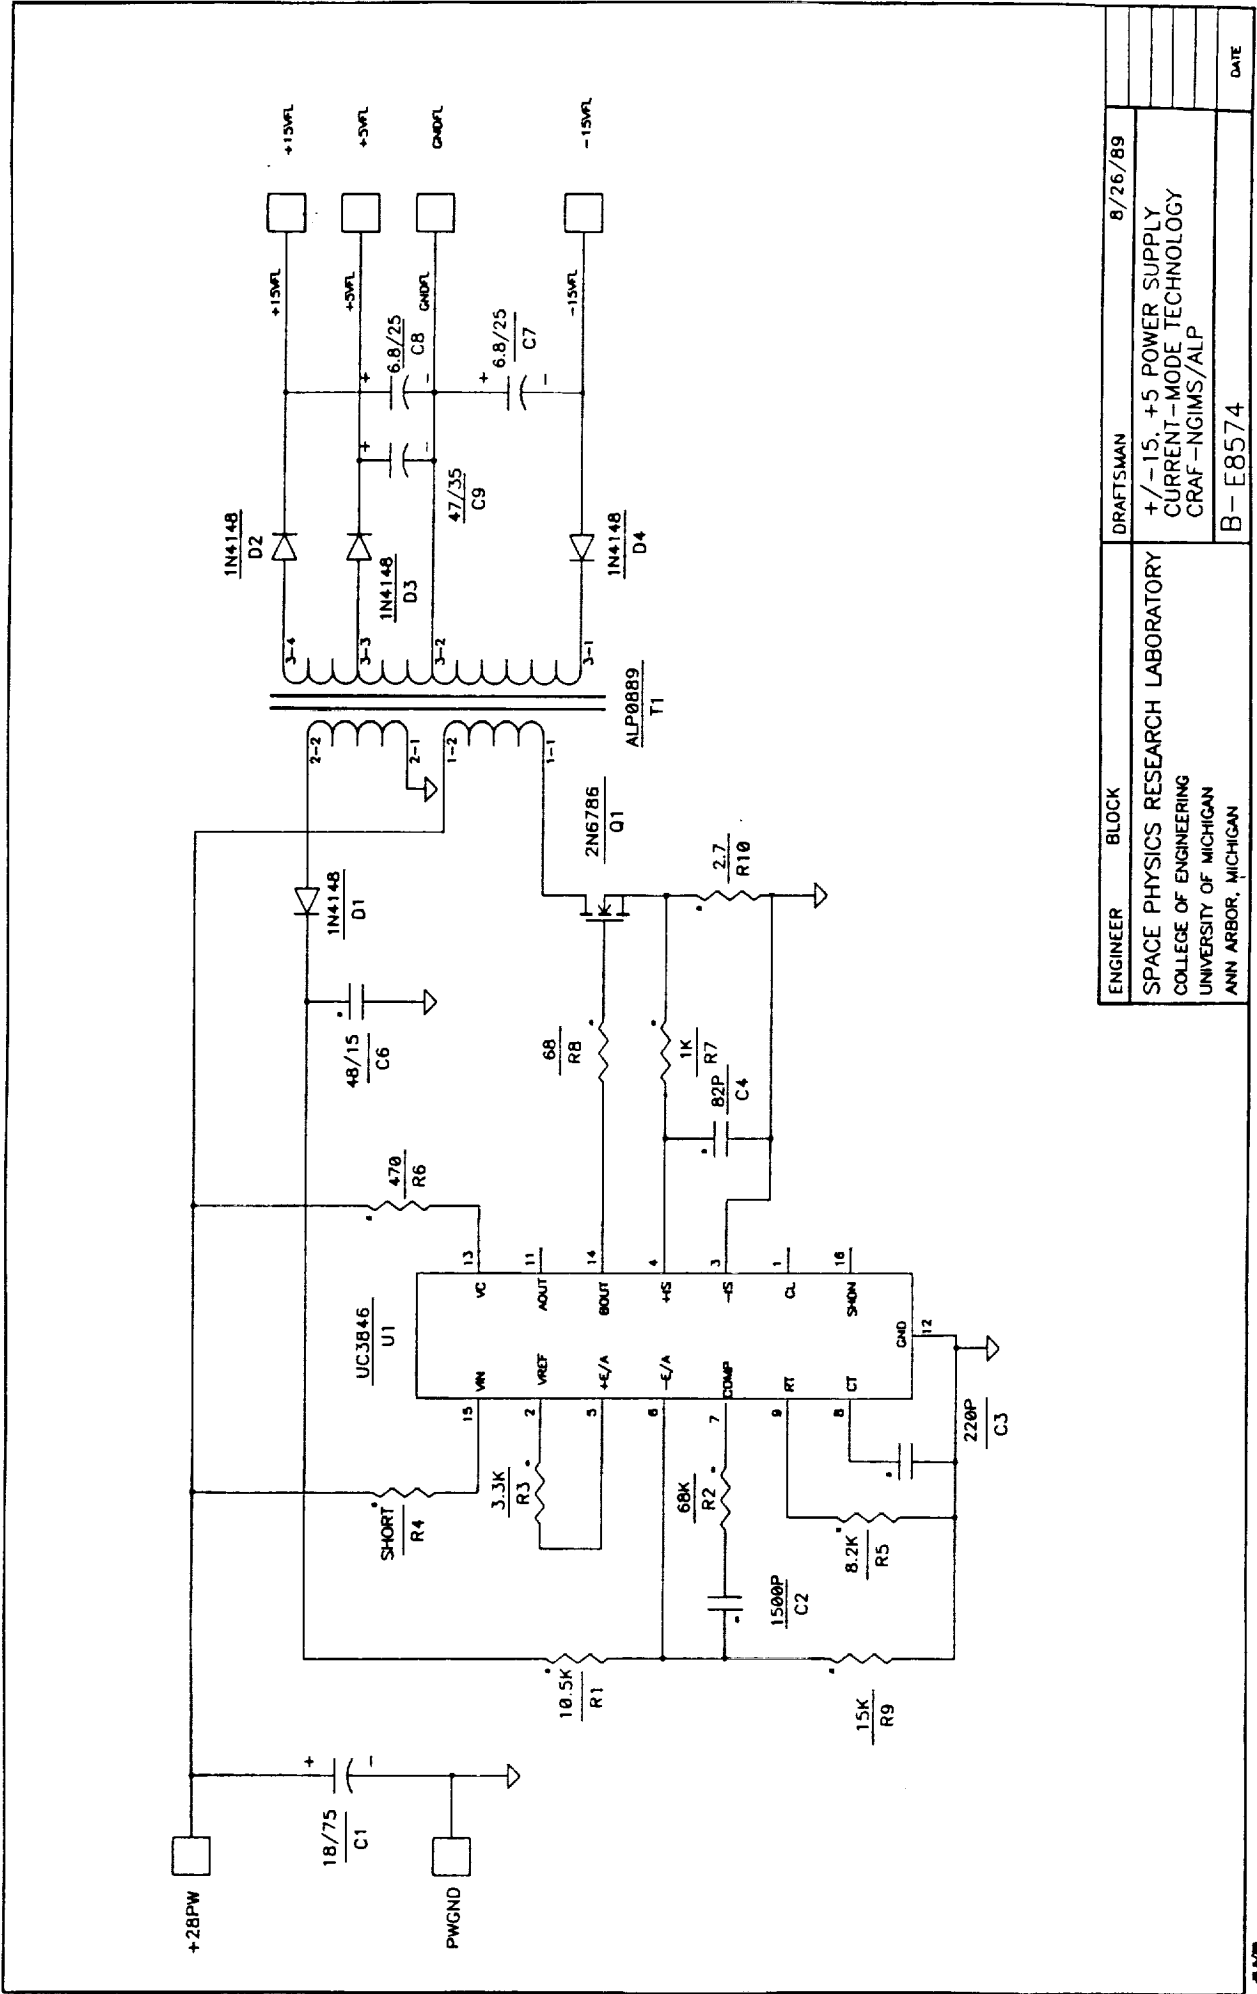 +28PW
PWGND
18/75
C1
SHORT
R4
10.5K
R1
15K
R9
3.3K
R3
68K
R2
1500P
C2
8.2K
R5
220P
C3
UC3846
U1
15
VIN
2
VREF
5
+E/A
6
-E/A
7
COMP
9
RT
8
CT
13
VC
11
AOUT
14
BOUT
4
+IS
3
-IS
1
CL
16
SHDN
GND
12
470
R6
48/15
C6
1N4148
D1
68
R8
1K
R7
82P
C4
2N6786
Q1
2.7
R10
2-2
2-1
1-2
1-1
3-4
3-3
3-2
3-1
ALP0889
T1
1N4148
D2
1N4148
D3
1N4148
D4
47/35
C9
6.8/25
C8
6.8/25
C7
+ -
+ -
+ -
+ -
+15VFL
+5VFL
GNDFL
-15VFL
+15VFL
+5VFL
GNDFL
-15VFL
ENGINEER BLOCK
DRAFTSMAN 8/26/89
SPACE PHYSICS RESEARCH LABORATORY
COLLEGE OF ENGINEERING
UNIVERSITY OF MICHIGAN
ANN ARBOR, MICHIGAN
+/-15, +5 POWER SUPPLY
CURRENT-MODE TECHNOLOGY
CRAF-NGIMS/ALP
B-E8574
DATE